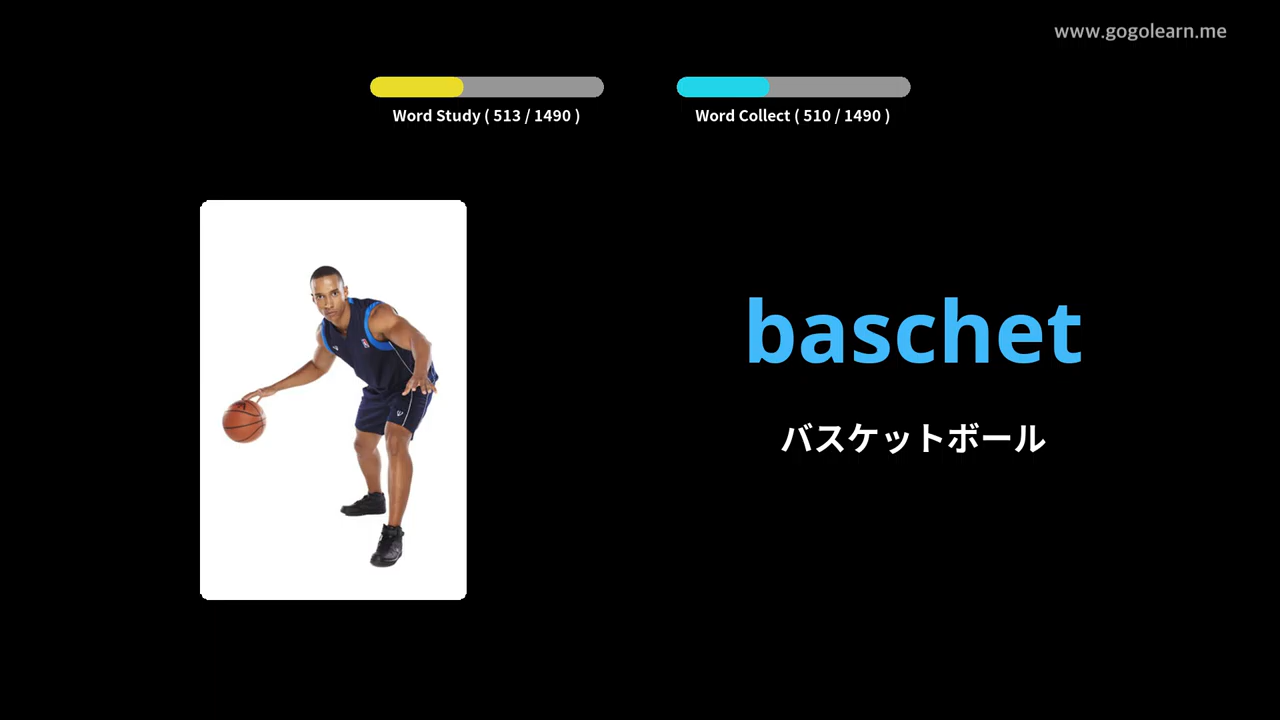 www.gogolearn.me
Word Study ( 513 / 1490 )
Word Collect ( 510 / 1490 )
baschet
バスケットボール